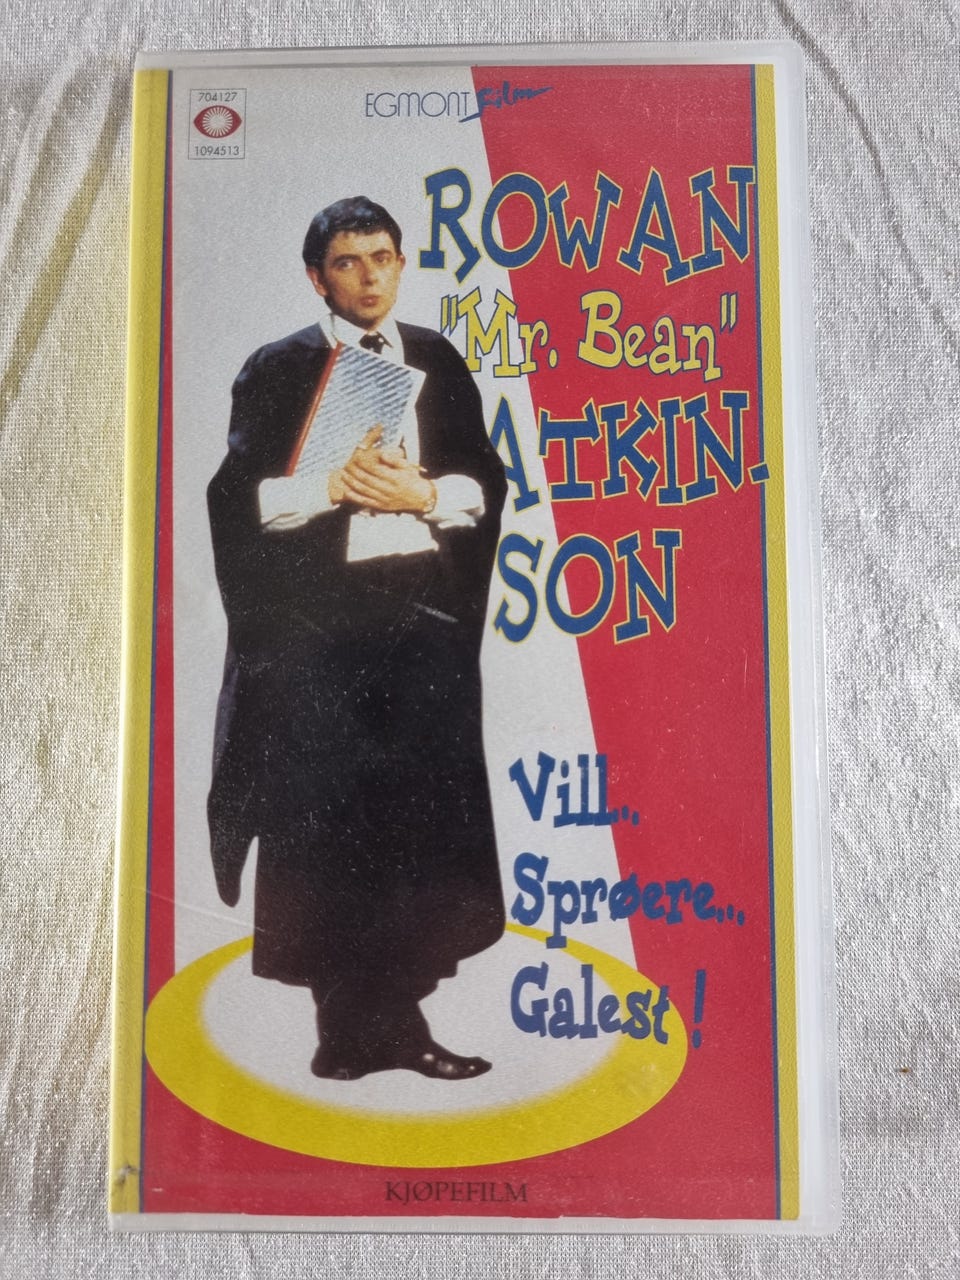 704127
1094513
EGMONT Film
ROWAN
"Mr. Bean"
ATKIN-
SON
Vill...
Sprøere...
Galest!
KJØPEFILM